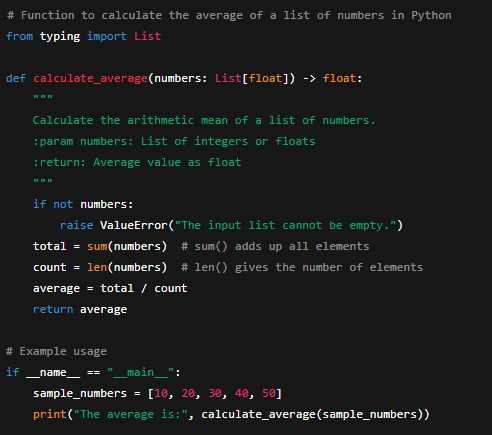 # Function to calculate the average of a list of numbers in Python
from typing import List

def calculate_average(numbers: List[float]) -> float:
    """
    Calculate the arithmetic mean of a list of numbers.
    :param numbers: List of integers or floats
    :return: Average value as float
    """
    if not numbers:
        raise ValueError("The input list cannot be empty.")
    total = sum(numbers)  # sum() adds up all elements
    count = len(numbers)  # len() gives the number of elements
    average = total / count
    return average

# Example usage
if __name__ == "__main__":
    sample_numbers = [10, 20, 30, 40, 50]
    print("The average is:", calculate_average(sample_numbers))